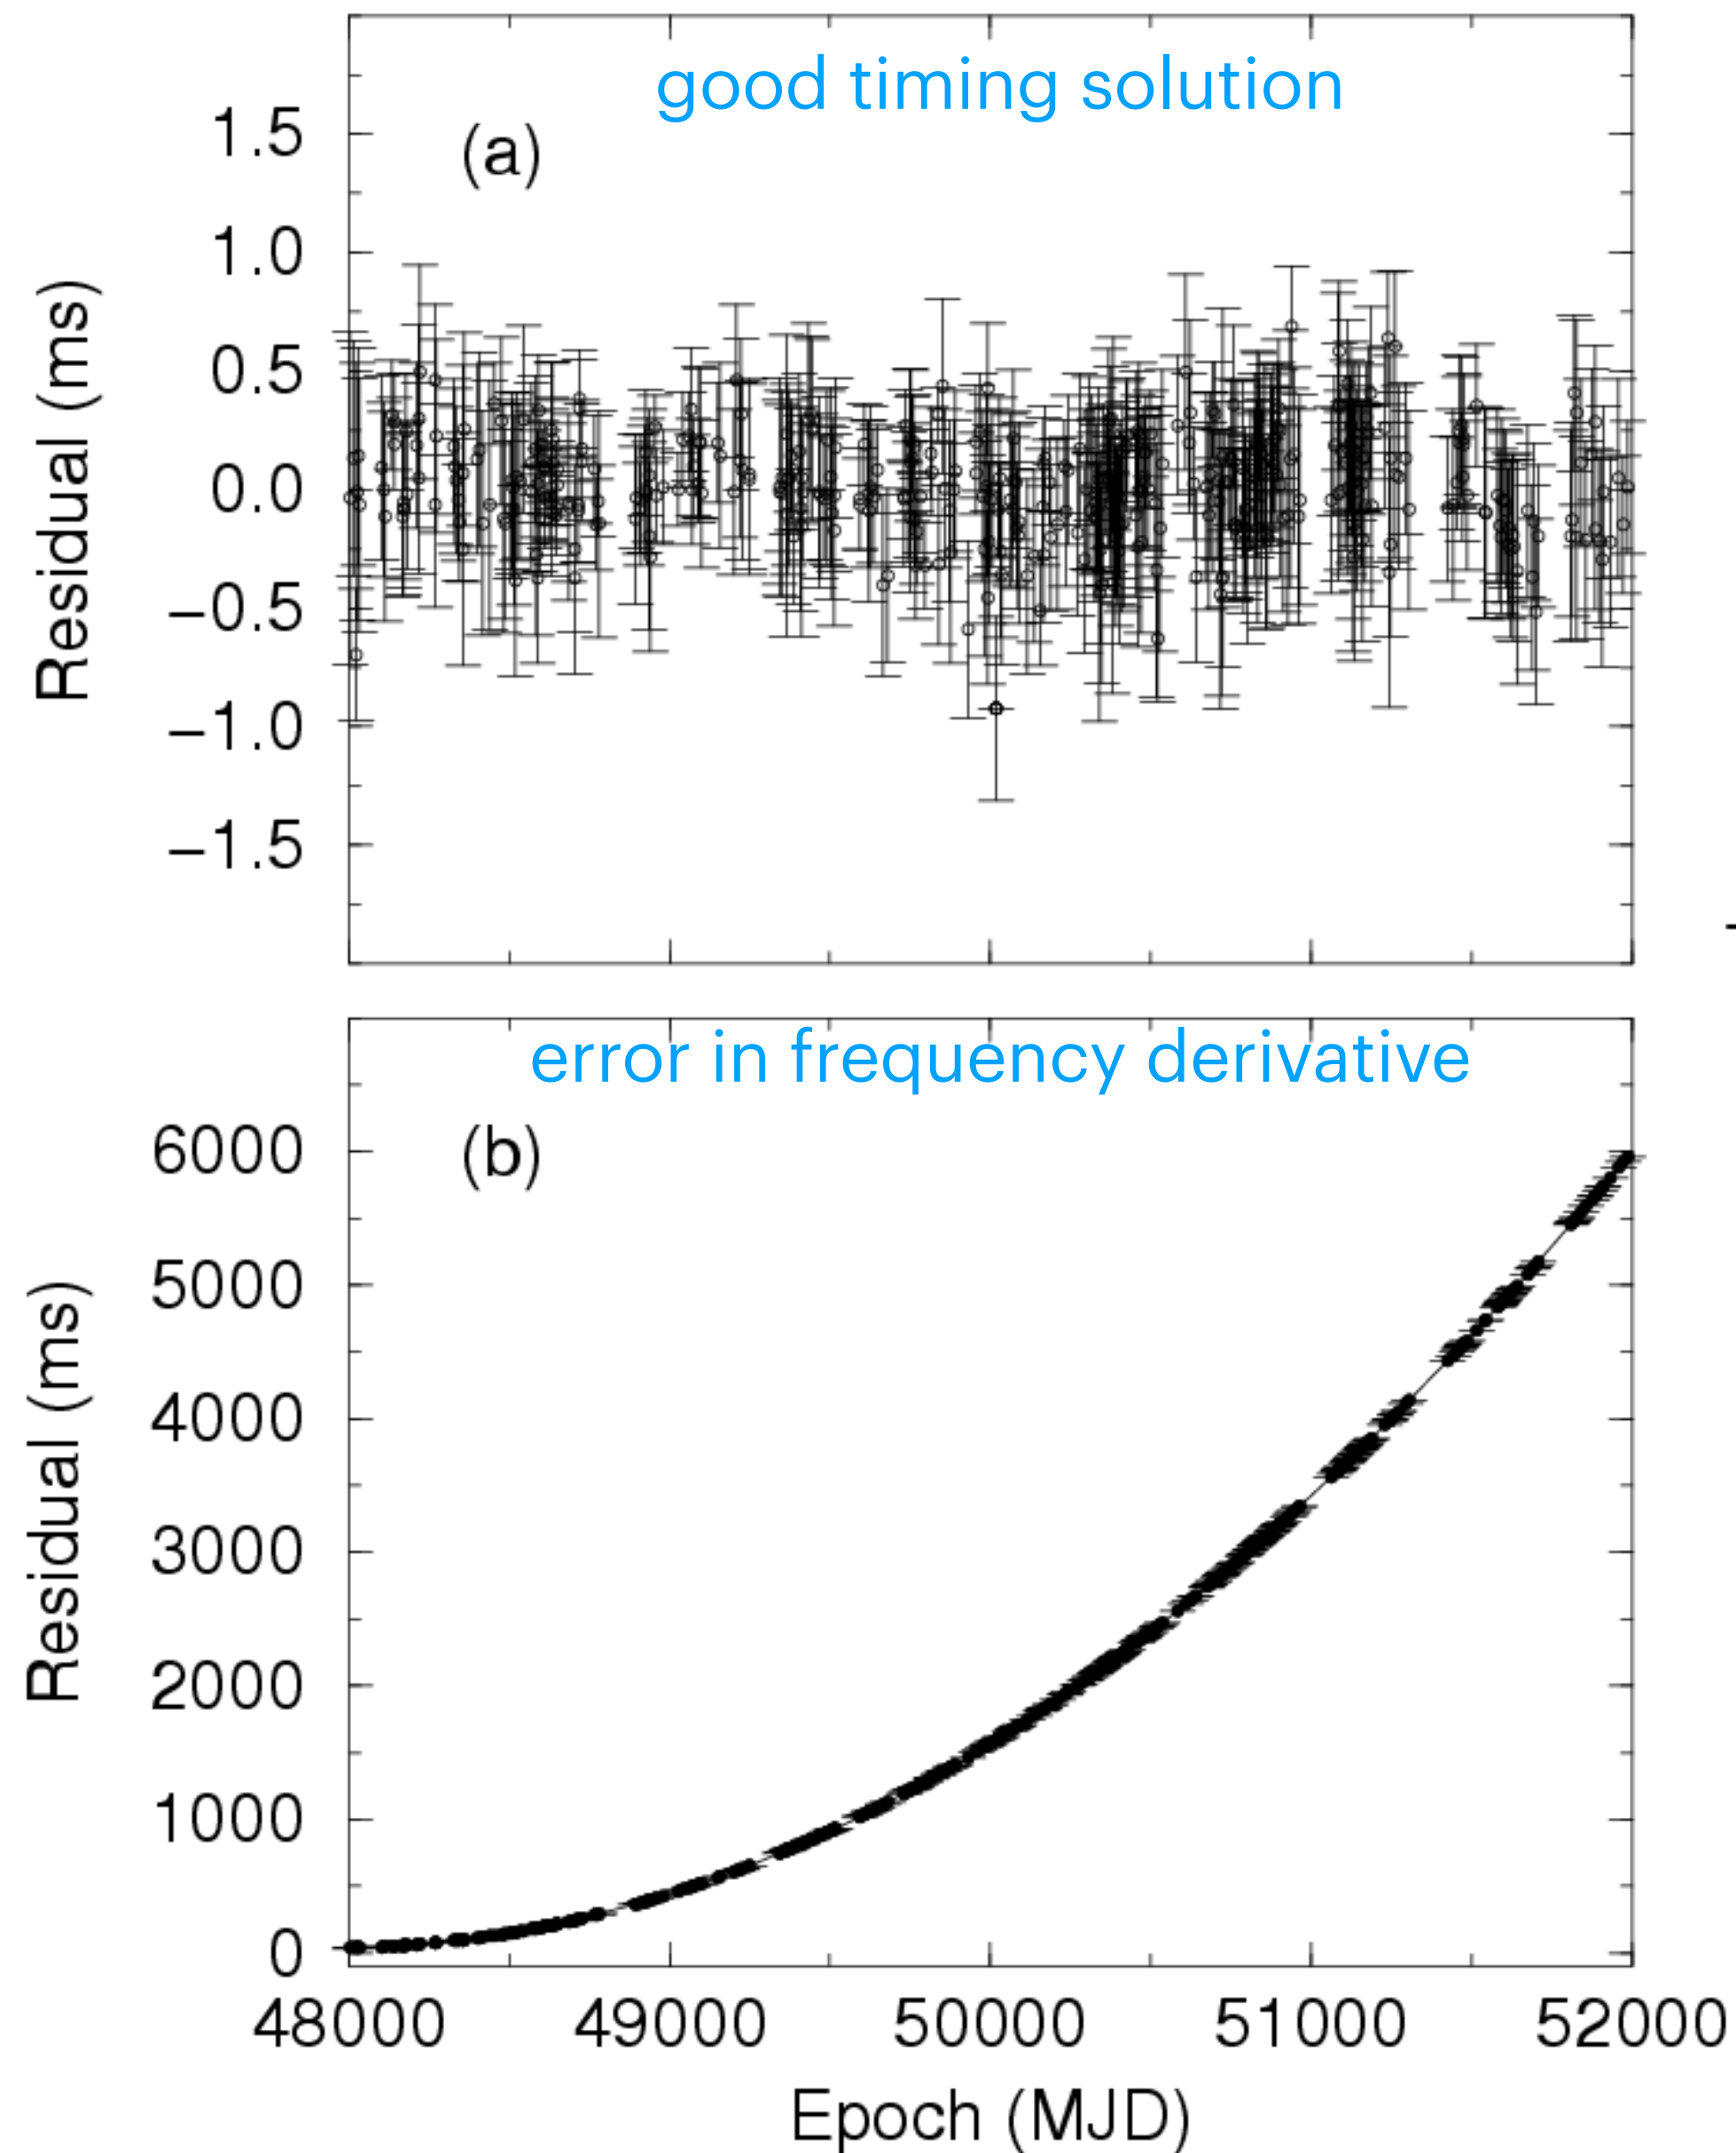 good timing solution
(a)
1.5
1.0
0.5
0.0
−0.5
−1.0
−1.5
Residual (ms)
error in frequency derivative
(b)
6000
5000
4000
3000
2000
1000
0
Residual (ms)
48000 49000 50000 51000 52000
Epoch (MJD)